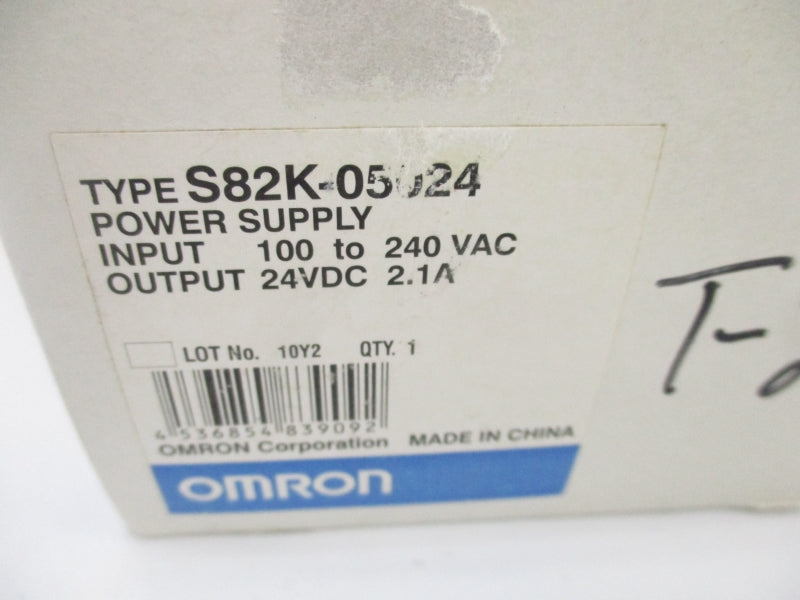 TYPE S82K-05024
POWER SUPPLY
INPUT 100 to 240 VAC
OUTPUT 24VDC 2.1A
LOT No. 10Y2 QTY. 1
4 536854 839092
OMRON Corporation MADE IN CHINA
OMRON
T-